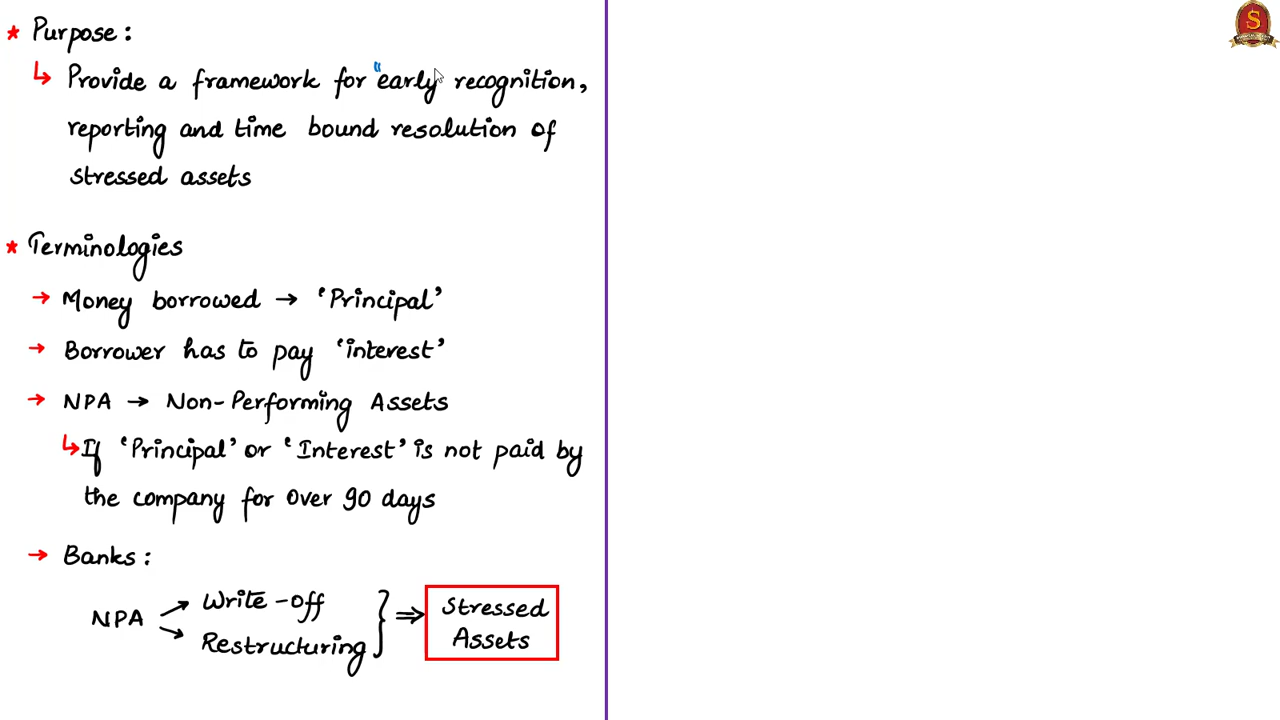 * Purpose:
↳ Provide a framework for "early recognition,
reporting and time bound resolution of
stressed assets
* Terminologies
→ Money borrowed → 'Principal'
→ Borrower has to pay 'interest'
→ NPA → Non-Performing Assets
↳ If 'Principal' or 'Interest' is not paid by
the company for over 90 days
→ Banks:
NPA → Write-off
→ Restructuring } ⇒ Stressed
Assets
S